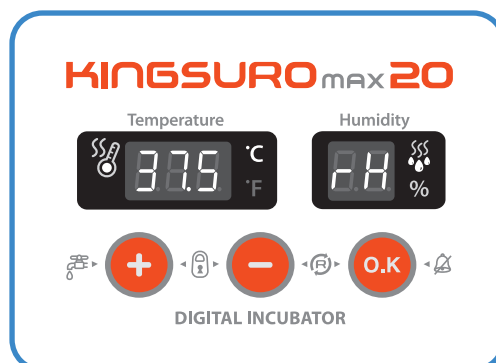 KINGSURO MAX 20
Temperature Humidity
37.5 °C °F rH %
+ - O.K
DIGITAL INCUBATOR